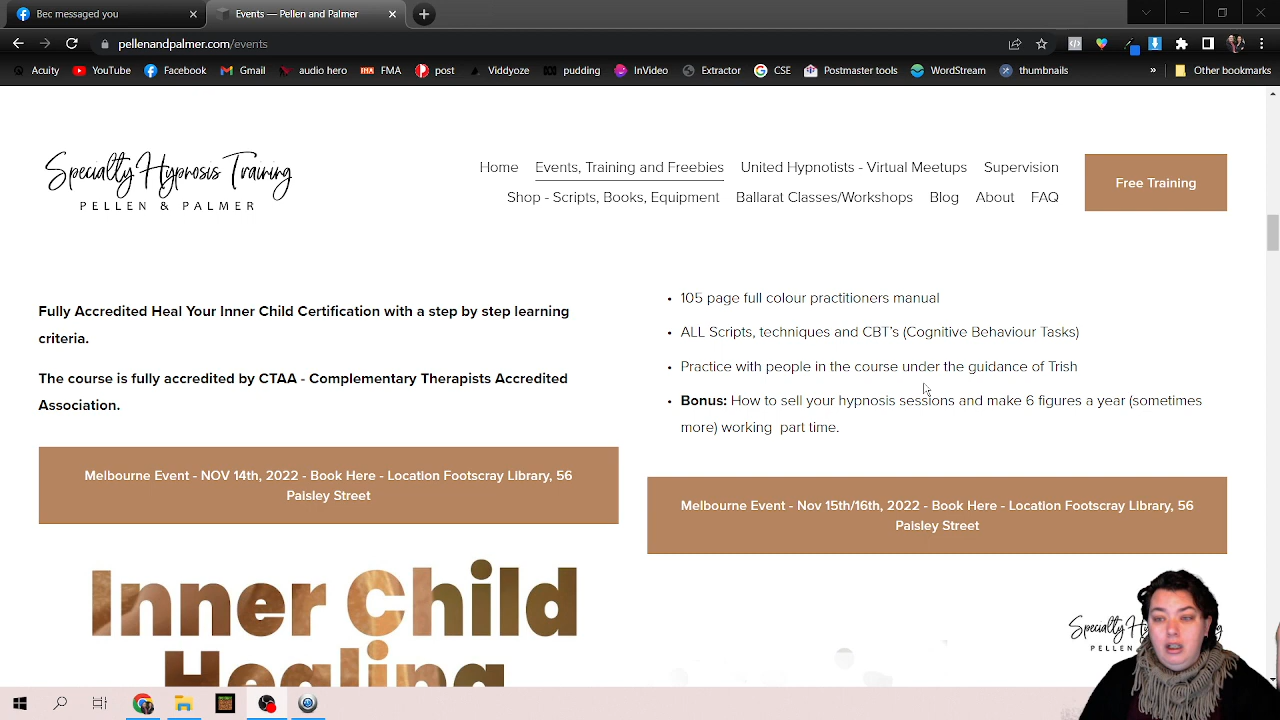 Bec messaged you
Events — Pellen and Palmer
pellenandpalmer.com/events
Acuity
YouTube
Facebook
Gmail
audio hero
FMA
post
Viddyoze
pudding
InVideo
Extractor
CSE
Postmaster tools
WordStream
thumbnails
»
Other bookmarks
Specialty Hypnosis Training
PELLEN & PALMER
Home
Events, Training and Freebies
United Hypnotists - Virtual Meetups
Supervision
Shop - Scripts, Books, Equipment
Ballarat Classes/Workshops
Blog
About
FAQ
Free Training
Fully Accredited Heal Your Inner Child Certification with a step by step learning
criteria.
The course is fully accredited by CTAA - Complementary Therapists Accredited
Association.
Melbourne Event - NOV 14th, 2022 - Book Here - Location Footscray Library, 56
Paisley Street
Inner Child
Healing
• 105 page full colour practitioners manual
• ALL Scripts, techniques and CBT's (Cognitive Behaviour Tasks)
• Practice with people in the course under the guidance of Trish
• Bonus: How to sell your hypnosis sessions and make 6 figures a year (sometimes
more) working part time.
Melbourne Event - Nov 15th/16th, 2022 - Book Here - Location Footscray Library, 56
Paisley Street
Specialty
PELLEN